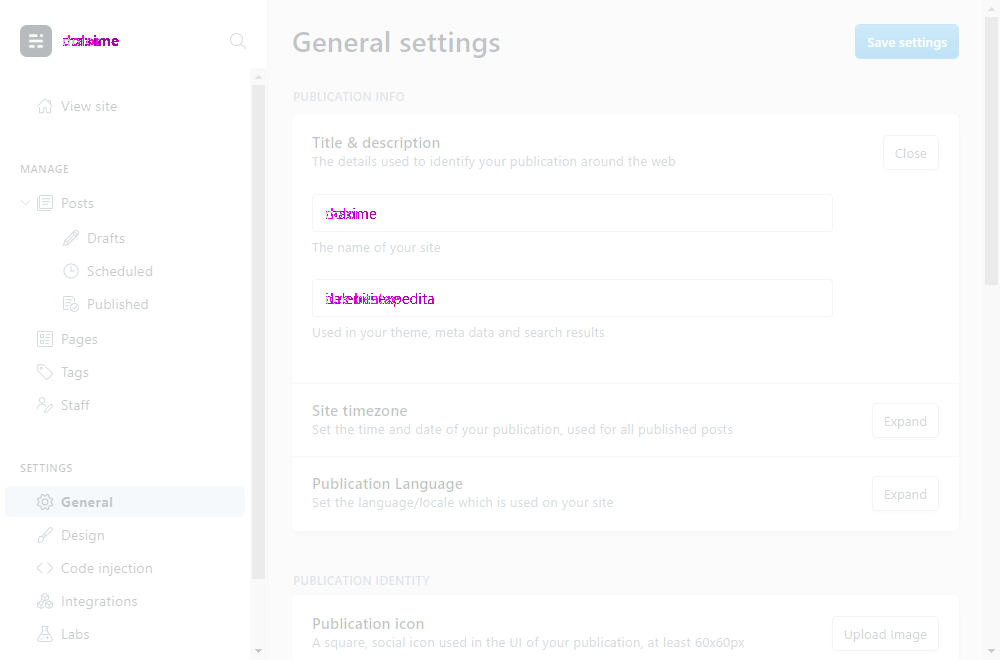 General settings
Save settings
View site
PUBLICATION INFO
Title & description
The details used to identify your publication around the web
Close
MANAGE
Posts
The name of your site
Drafts
Scheduled
Published
Used in your theme, meta data and search results
Pages
Tags
Staff
Site timezone
Set the time and date of your publication, used for all published posts
Expand
SETTINGS
Publication Language
Set the language/locale which is used on your site
Expand
General
Design
Code injection
PUBLICATION IDENTITY
Integrations
Publication icon
A square, social icon used in the UI of your publication, at least 60x60px
Upload Image
Labs